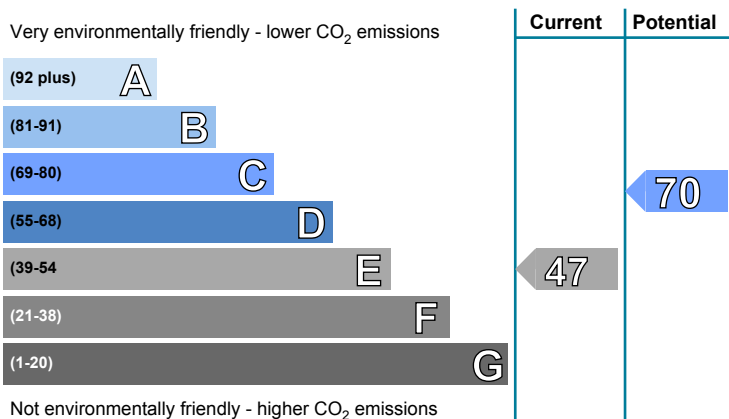 Current Potential
Very environmentally friendly - lower CO2 emissions
(92 plus) A
(81-91) B
(69-80) C
70
(55-68) D
(39-54 E
47
(21-38) F
(1-20) G
Not environmentally friendly - higher CO2 emissions